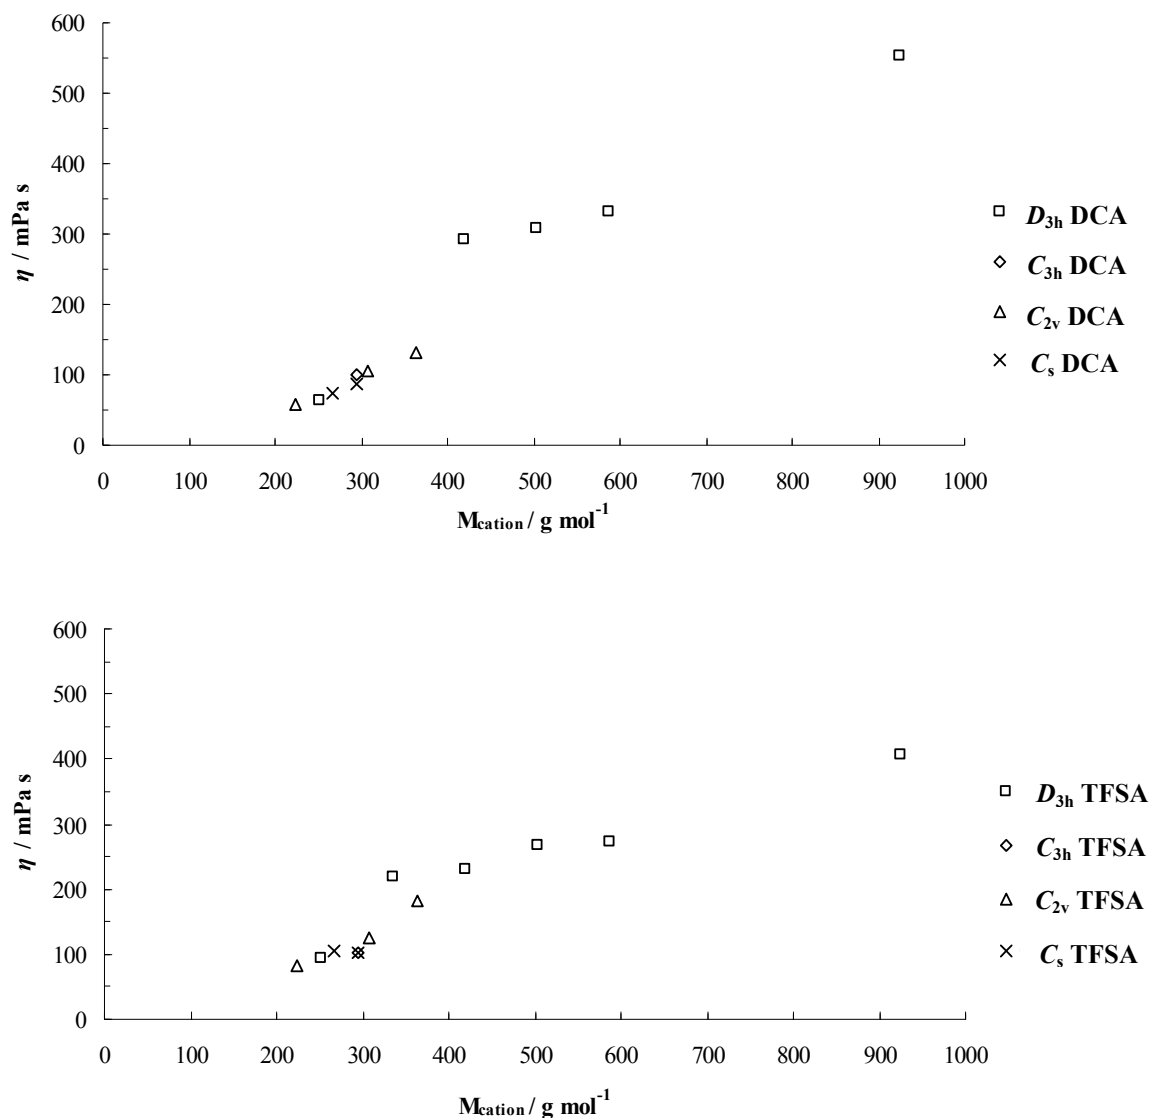 600
500
400
300
200
100
0
η / mPa s
0 100 200 300 400 500 600 700 800 900 1000
Mcation / g mol-1
D3h DCA
C3h DCA
C2v DCA
Cs DCA
600
500
400
300
200
100
0
η / mPa s
0 100 200 300 400 500 600 700 800 900 1000
Mcation / g mol-1
D3h TFSA
C3h TFSA
C2v TFSA
Cs TFSA